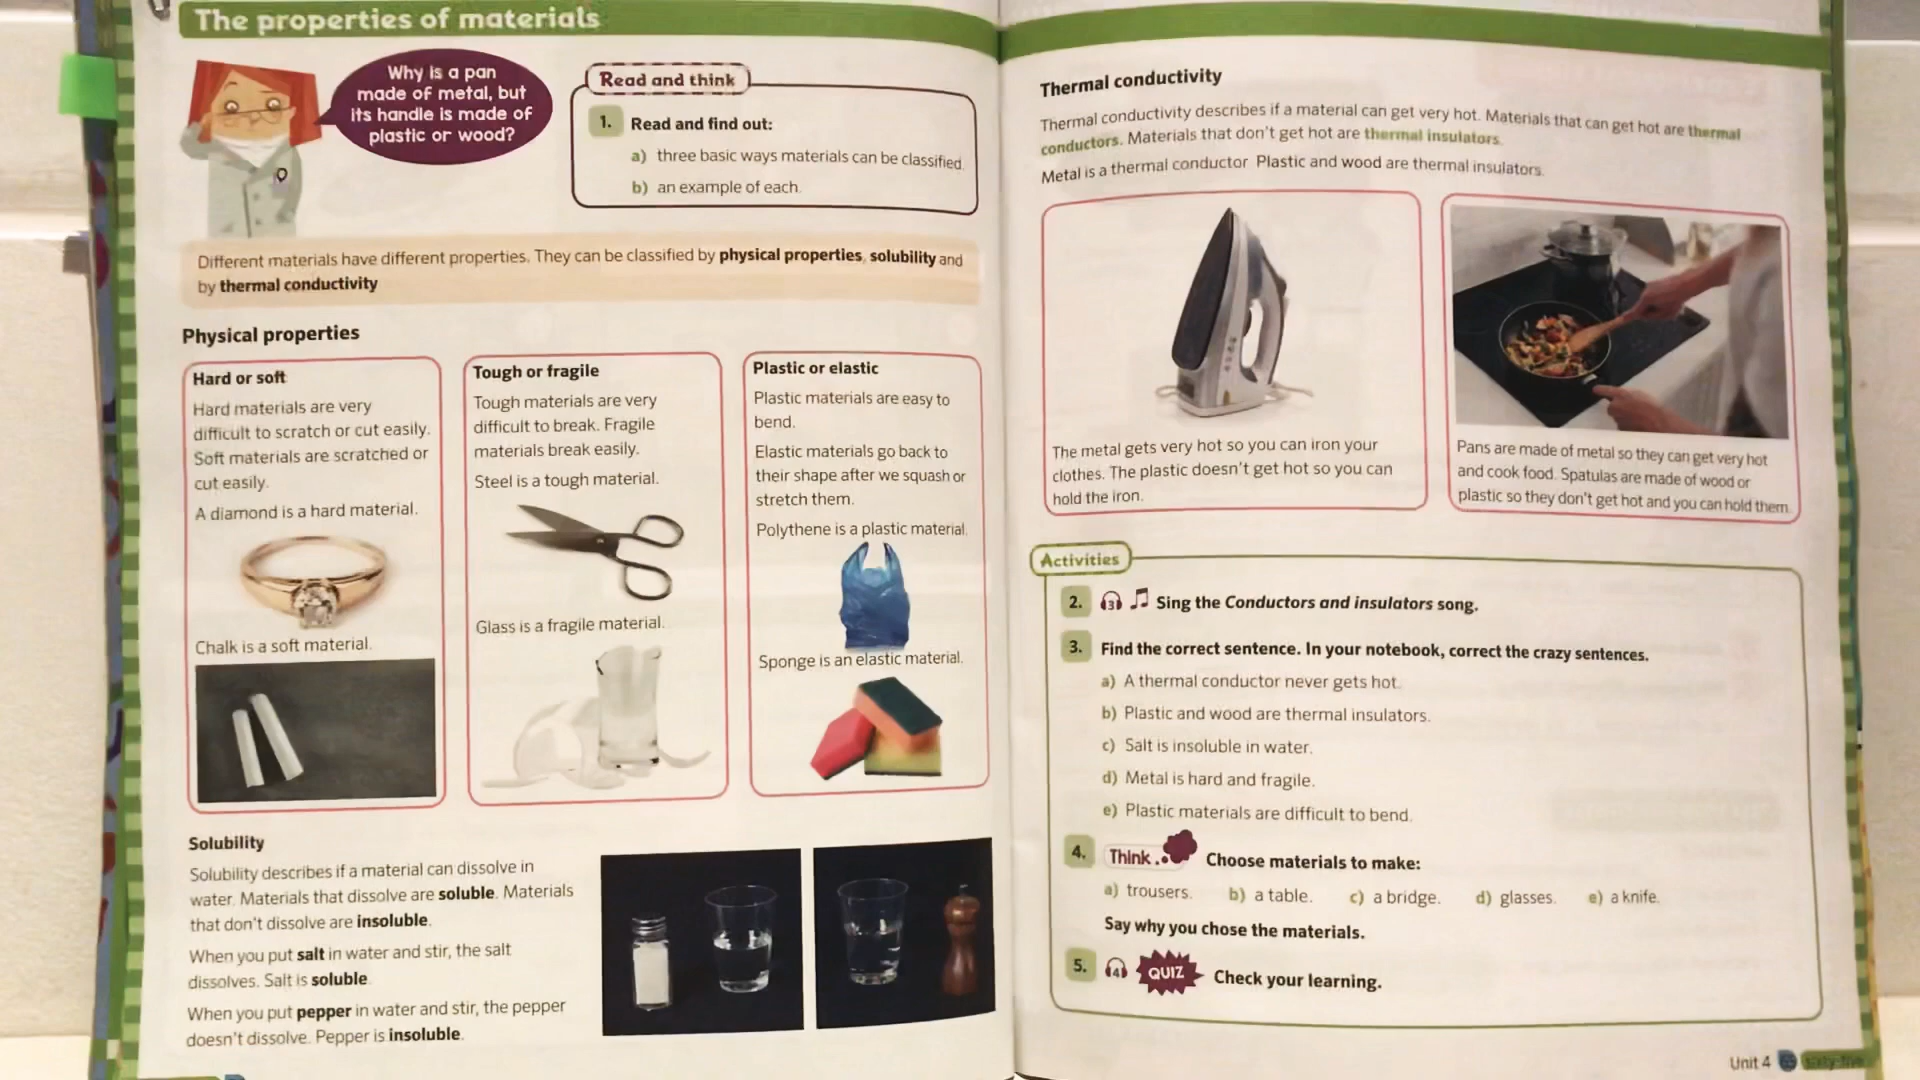 The properties of materials
Why is a pan
made of metal, but
its handle is made of
plastic or wood?
Read and think
1. Read and find out:
a) three basic ways materials can be classified.
b) an example of each.
Different materials have different properties. They can be classified by physical properties, solubility and
by thermal conductivity
Physical properties
Hard or soft
Hard materials are very
difficult to scratch or cut easily.
Soft materials are scratched or
cut easily.
A diamond is a hard material.
Chalk is a soft material.
Tough or fragile
Tough materials are very
difficult to break. Fragile
materials break easily.
Steel is a tough material.
Glass is a fragile material.
Plastic or elastic
Plastic materials are easy to
bend.
Elastic materials go back to
their shape after we squash or
stretch them.
Polythene is a plastic material.
Sponge is an elastic material.
Solubility
Solubility describes if a material can dissolve in
water. Materials that dissolve are soluble. Materials
that don't dissolve are insoluble.
When you put salt in water and stir, the salt
dissolves. Salt is soluble
When you put pepper in water and stir, the pepper
doesn't dissolve. Pepper is insoluble.
Thermal conductivity
Thermal conductivity describes if a material can get very hot. Materials that can get hot are thermal
conductors. Materials that don't get hot are thermal insulators.
Metal is a thermal conductor Plastic and wood are thermal insulators.
The metal gets very hot so you can iron your
clothes. The plastic doesn't get hot so you can
hold the iron.
Pans are made of metal so they can get very hot
and cook food. Spatulas are made of wood or
plastic so they don't get hot and you can hold them.
Activities
2. 3 Sing the Conductors and insulators song.
3. Find the correct sentence. In your notebook, correct the crazy sentences.
a) A thermal conductor never gets hot.
b) Plastic and wood are thermal insulators.
c) Salt is insoluble in water.
d) Metal is hard and fragile.
e) Plastic materials are difficult to bend.
4. Think... Choose materials to make:
a) trousers. b) a table. c) a bridge. d) glasses. e) a knife.
Say why you chose the materials.
5. 4 QUIZ Check your learning.
Unit 4 sixty-five